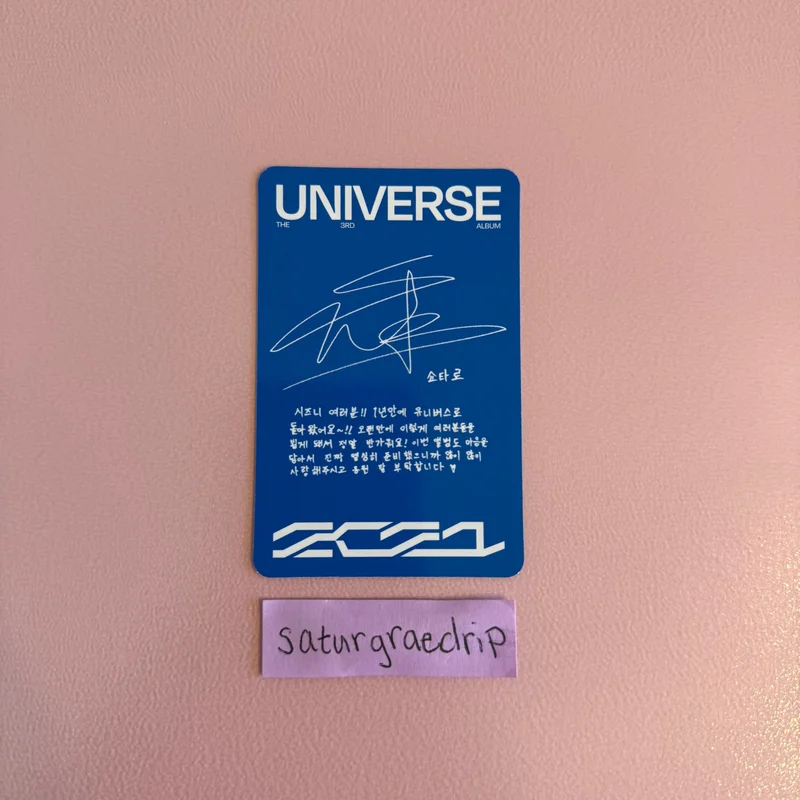 UNIVERSE
THE 3RD ALBUM
쇼타로
시즈니 여러분!! 1년만에 유니버스로
돌아 왔어요~!! 오랜만에 이렇게 여러분들을
뵙게 돼서 정말 반가워요! 이번 앨범도 마음을
담아서 진짜 열심히 준비 했으니까 많이 많이
사랑해주시고 응원 잘 부탁합니다 ♥
2021
saturgraedrip